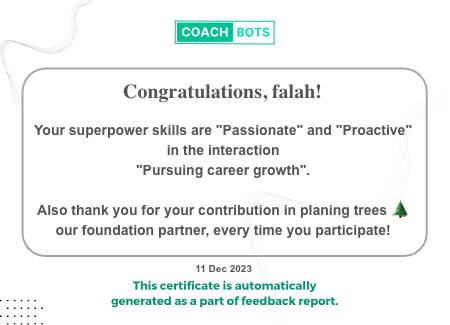 COACH BOTS
Congratulations, falah!
Your superpower skills are "Passionate" and "Proactive"
in the interaction
"Pursuing career growth".
Also thank you for your contribution in planing trees 🌲
our foundation partner, every time you participate!
11 Dec 2023
This certificate is automatically
generated as a part of feedback report.